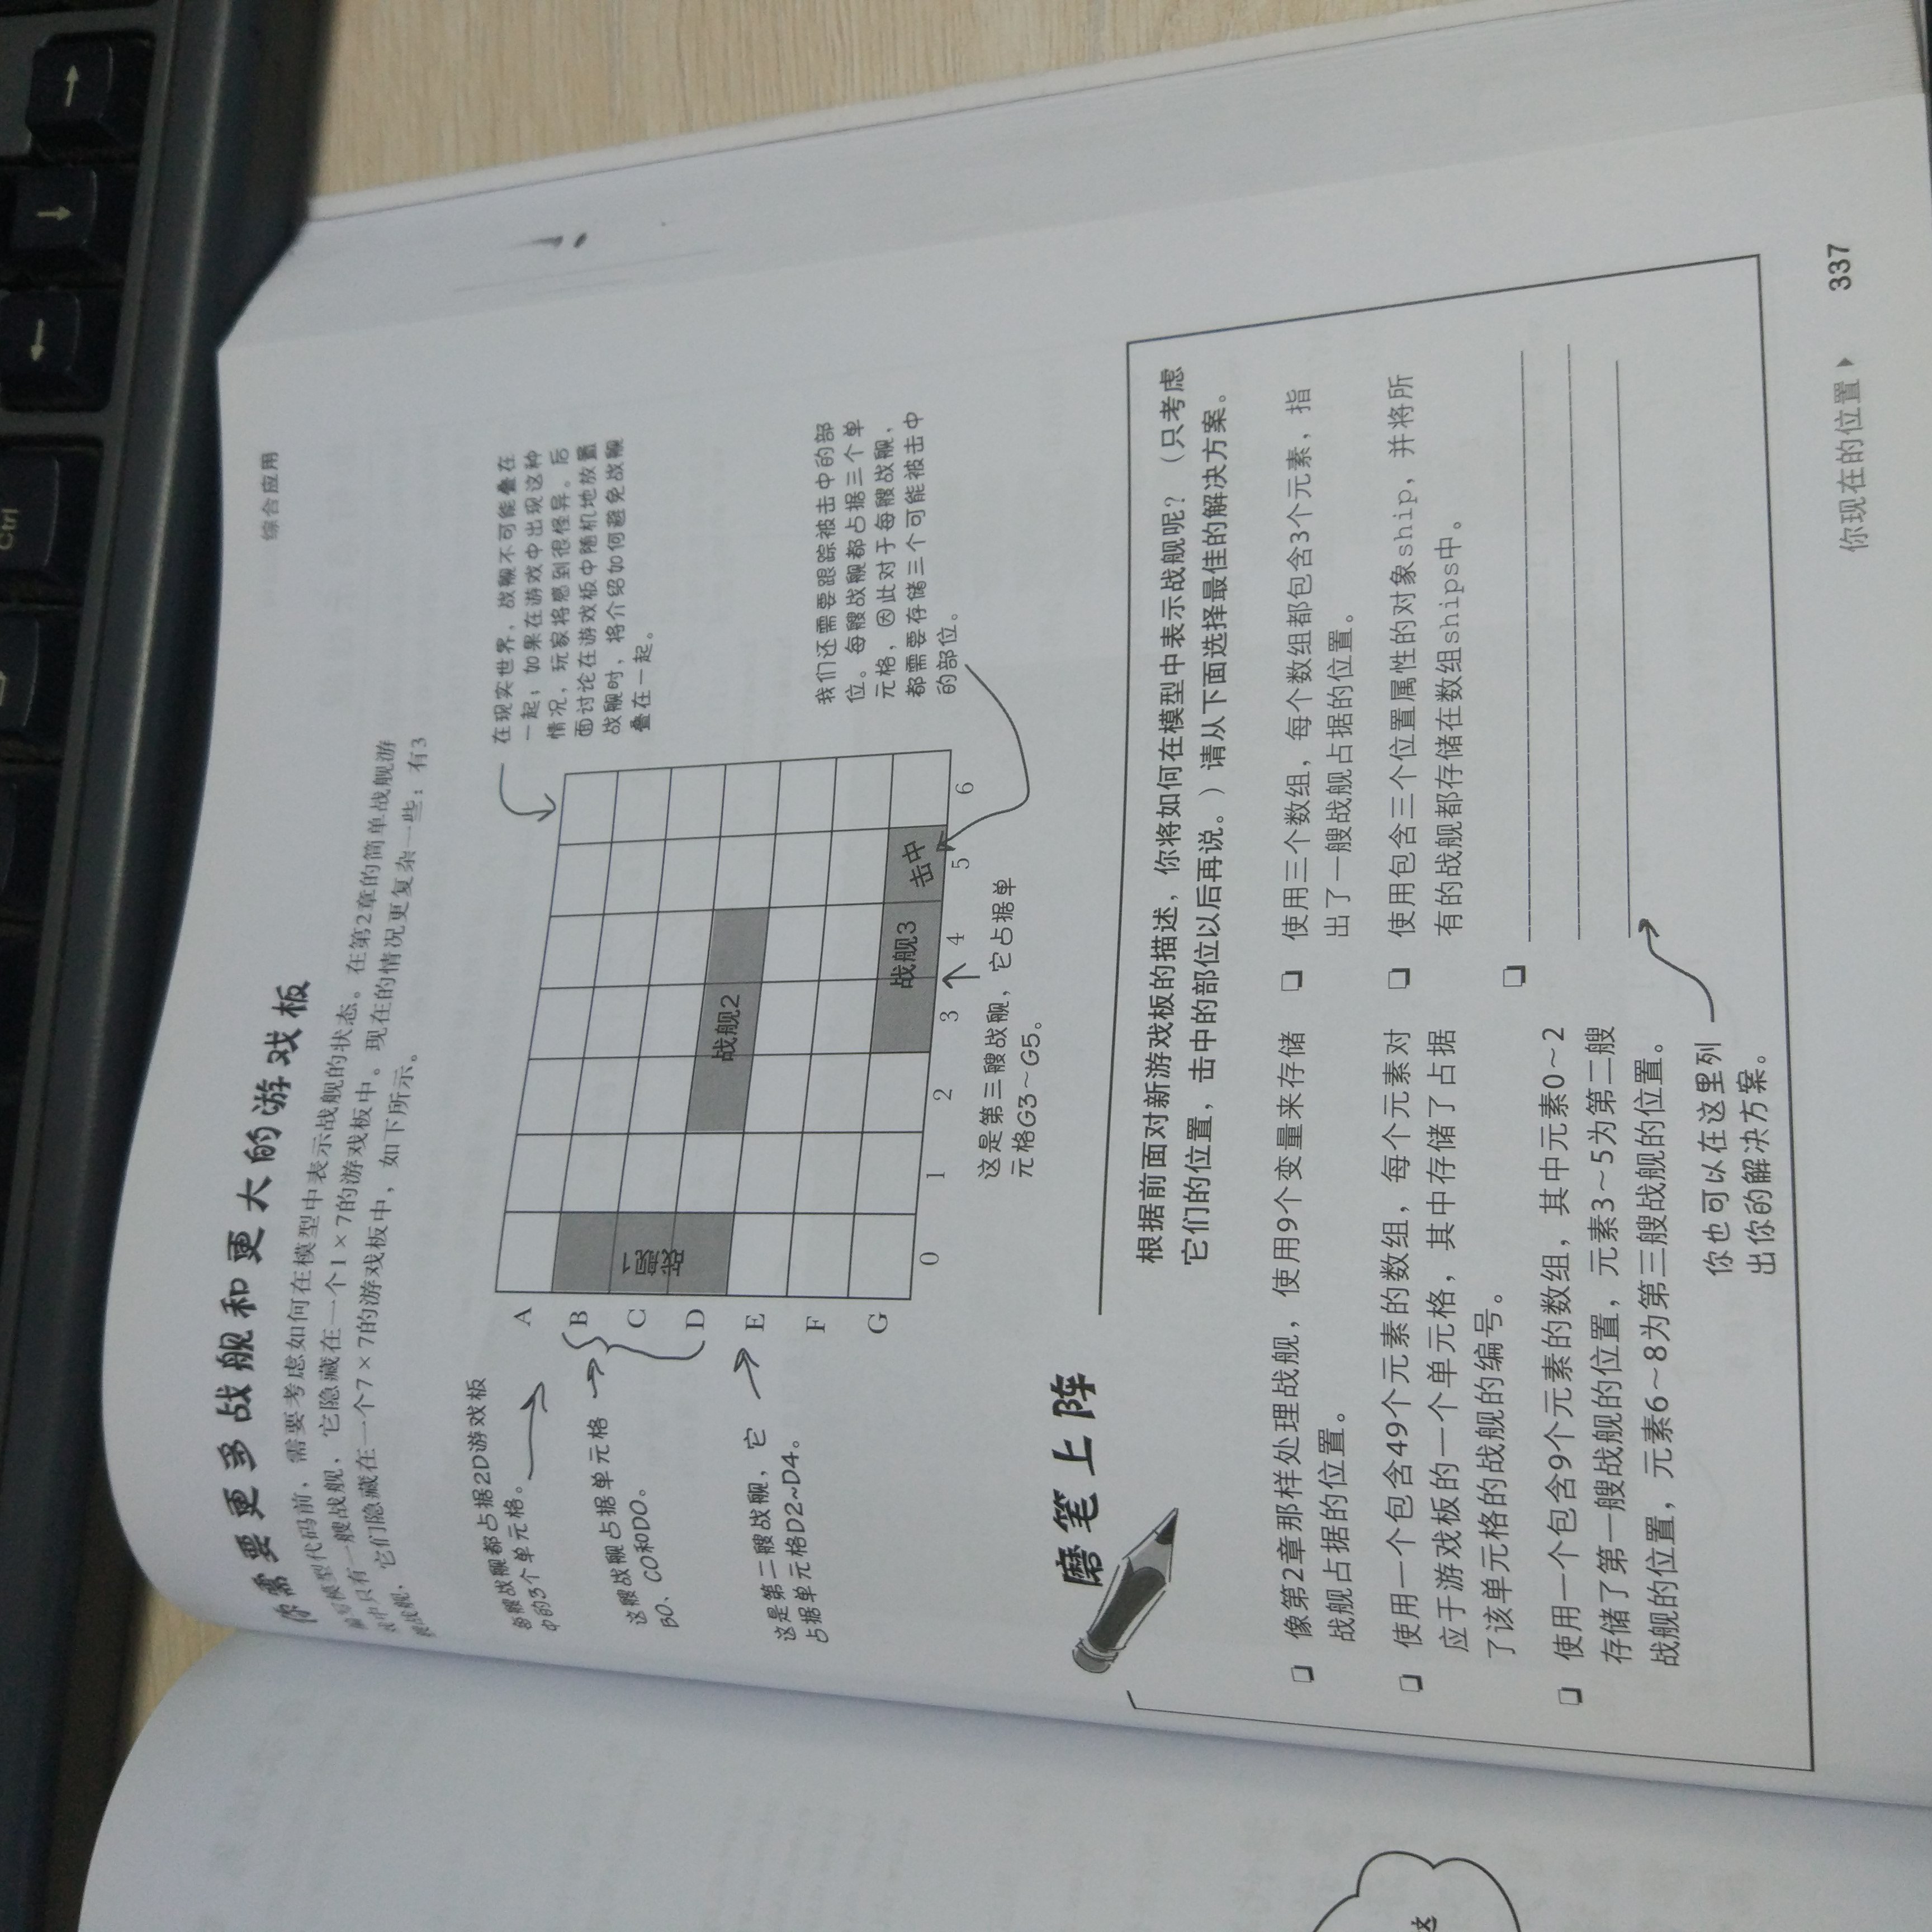 综合应用
你需要更多战舰和更大的游戏板
编写模型代码前，需要考虑如何在模型中表示战舰的状态。在第2章的简单战舰游
戏中只有一艘战舰，它隐藏在一个1×7的游戏板中。现在的情况更复杂一些：有3
艘战舰，它们隐藏在一个7×7的游戏板中，如下所示。
每艘战舰都占据2D游戏板
中的3个单元格。
这艘战舰占据单元格
B0、C0和D0。
这是第二艘战舰，它
占据单元格D2~D4。
A
B
C
D
E
F
G
战舰1
战舰2
战舰3
击中
0 1 2 3 4 5 6
在现实世界，战舰不可能叠在
一起；如果在游戏中出现这种
情况，玩家将感到很怪异。后
面讨论在游戏板中随机地放置
战舰时，将介绍如何避免战舰
叠在一起。
我们还需要跟踪被击中的部
位。每艘战舰都占据三个单
元格，因此对于每艘战舰，
都需要存储三个可能被击中
的部位。
这是第三艘战舰，它占据单
元格G3~G5。
磨笔上阵
根据前面对新游戏板的描述，你将如何在模型中表示战舰呢？（只考虑
它们的位置，击中的部位以后再说。）请从下面选择最佳的解决方案。
❏ 像第2章那样处理战舰，使用9个变量来存储
战舰占据的位置。
❏ 使用一个包含49个元素的数组，每个元素对
应于游戏板的一个单元格，其中存储了占据
了该单元格的战舰的编号。
❏ 使用一个包含9个元素的数组，其中元素0~2
存储了第一艘战舰的位置，元素3~5为第二艘
战舰的位置，元素6~8为第三艘战舰的位置。
❏ 使用三个数组，每个数组都包含3个元素，指
出了一艘战舰占据的位置。
❏ 使用包含三个位置属性的对象ship，并将所
有的战舰都存储在数组ships中。
❏
你也可以在这里列
出你的解决方案。
你现在的位置 ▸ 337
Ctrl
这